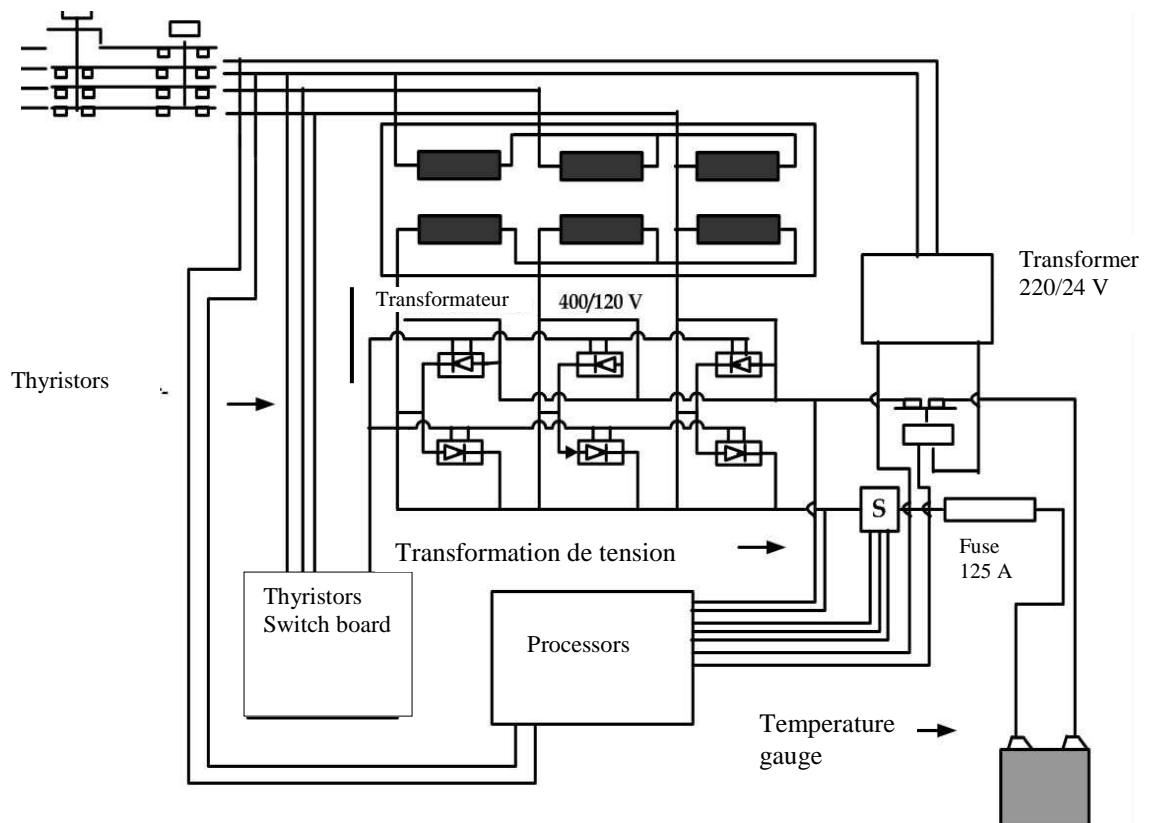 Transformateur 400/120 V
Transformer
220/24 V
Thyristors
S
Transformation de tension
Fuse
125 A
Thyristors
Switch board
Processors
Temperature
gauge